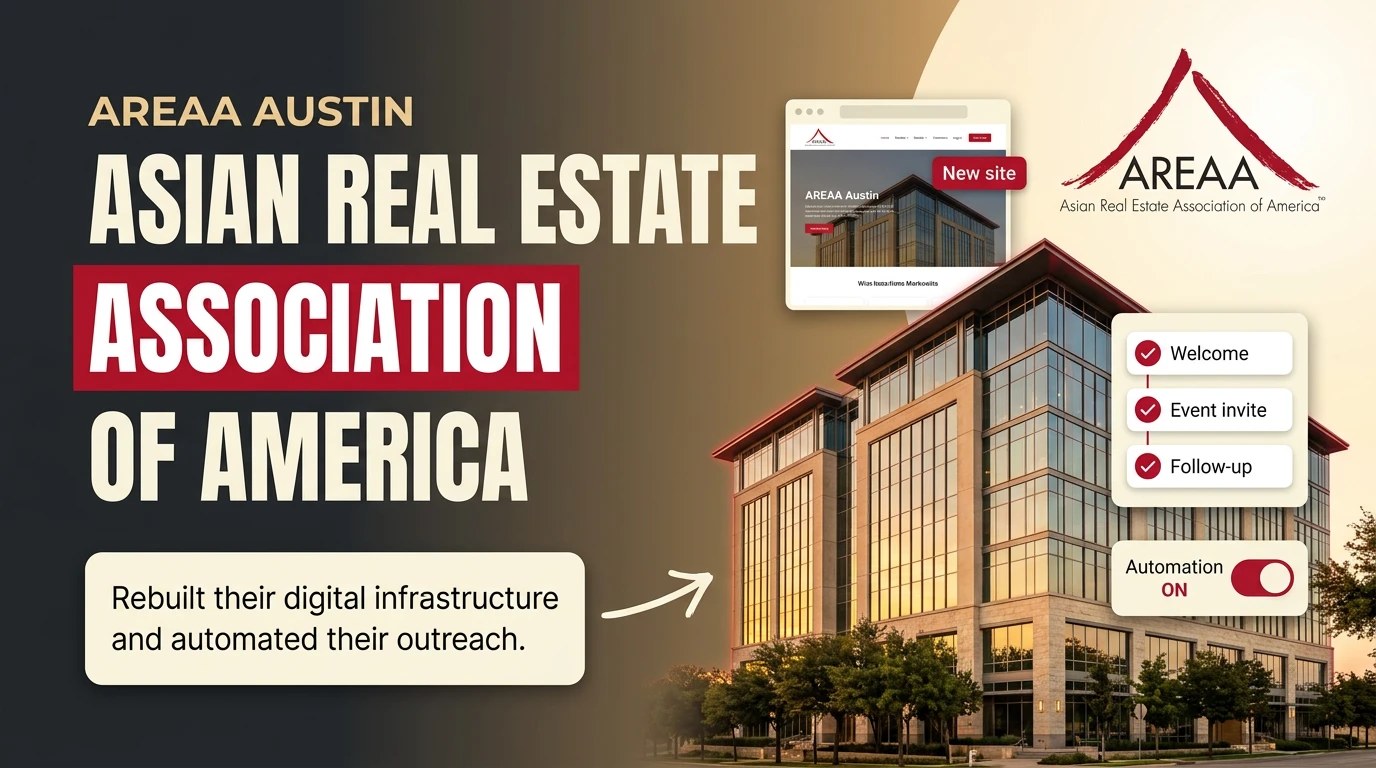 AREAA AUSTIN
ASIAN REAL ESTATE
ASSOCIATION
OF AMERICA
Rebuilt their digital infrastructure
and automated their outreach.
New site
AREAA Austin
AREAA
Asian Real Estate Association of America
Welcome
Event invite
Follow-up
Automation
ON